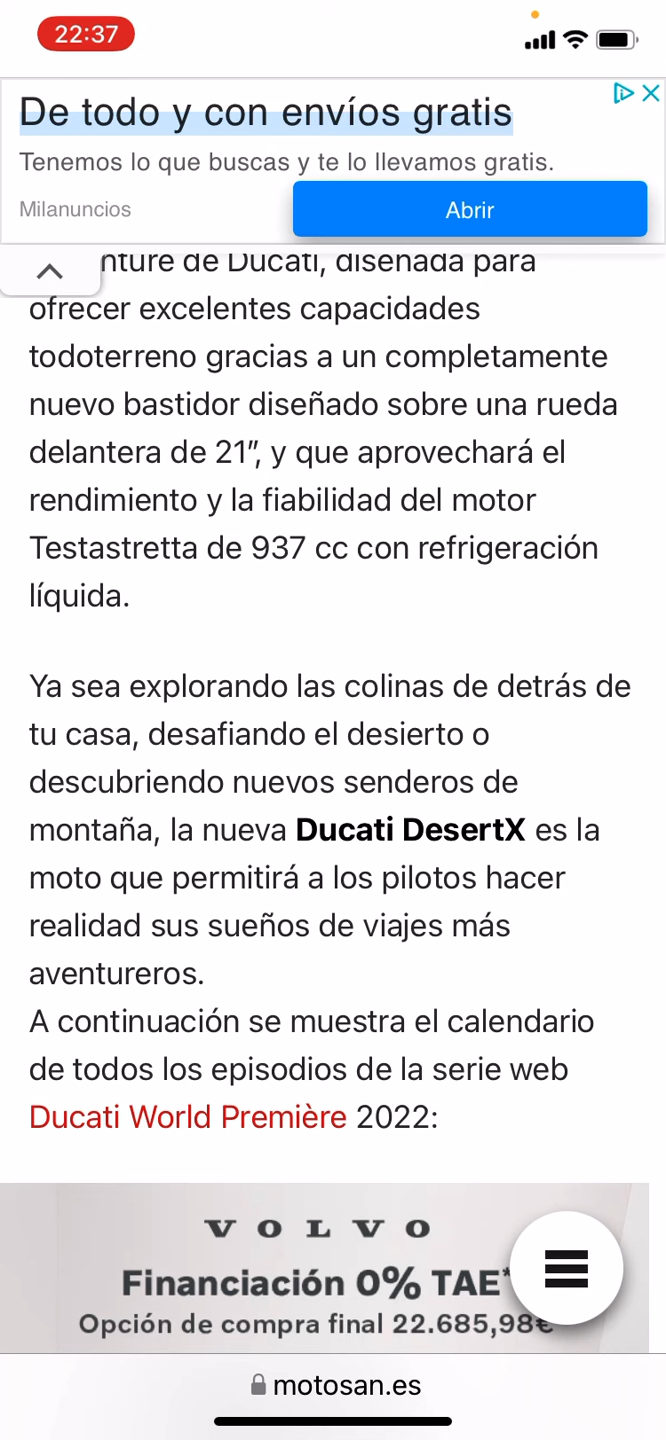 22:37
De todo y con envíos gratis
Tenemos lo que buscas y te lo llevamos gratis.
Milanuncios
Abrir
nture de Ducati, diseñada para
ofrecer excelentes capacidades
todoterreno gracias a un completamente
nuevo bastidor diseñado sobre una rueda
delantera de 21”, y que aprovechará el
rendimiento y la fiabilidad del motor
Testastretta de 937 cc con refrigeración
líquida.
Ya sea explorando las colinas de detrás de
tu casa, desafiando el desierto o
descubriendo nuevos senderos de
montaña, la nueva Ducati DesertX es la
moto que permitirá a los pilotos hacer
realidad sus sueños de viajes más
aventureros.
A continuación se muestra el calendario
de todos los episodios de la serie web
Ducati World Première 2022:
VOLVO
Financiación 0% TAE*
Opción de compra final 22.685,98€
motosan.es